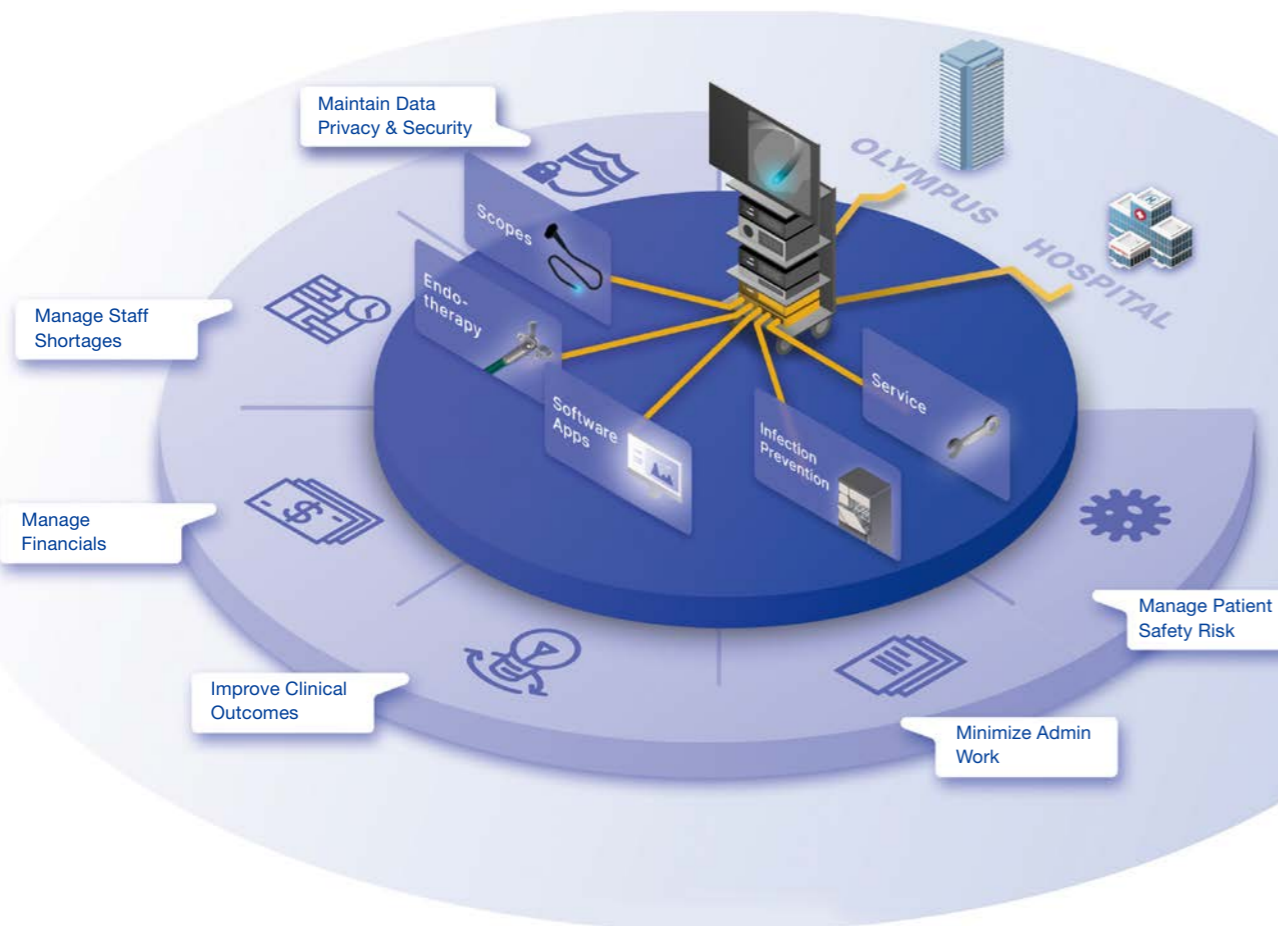 Maintain Data
Privacy & Security
OLYMPUS
HOSPITAL
H
Scopes
Endo-
therapy
Manage Staff
Shortages
Software
Apps
Infection
Prevention
Service
$
Manage
Financials
Manage Patient
Safety Risk
Improve Clinical
Outcomes
Minimize Admin
Work